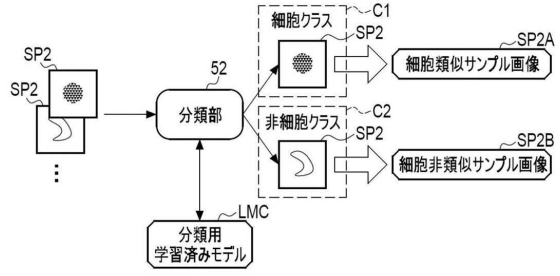 SP2
SP2
⋮
52
分類部
LMC
分類用
学習済みモデル
C1
細胞クラス
SP2
SP2A
細胞類似サンプル画像
C2
非細胞クラス
SP2
SP2B
細胞非類似サンプル画像